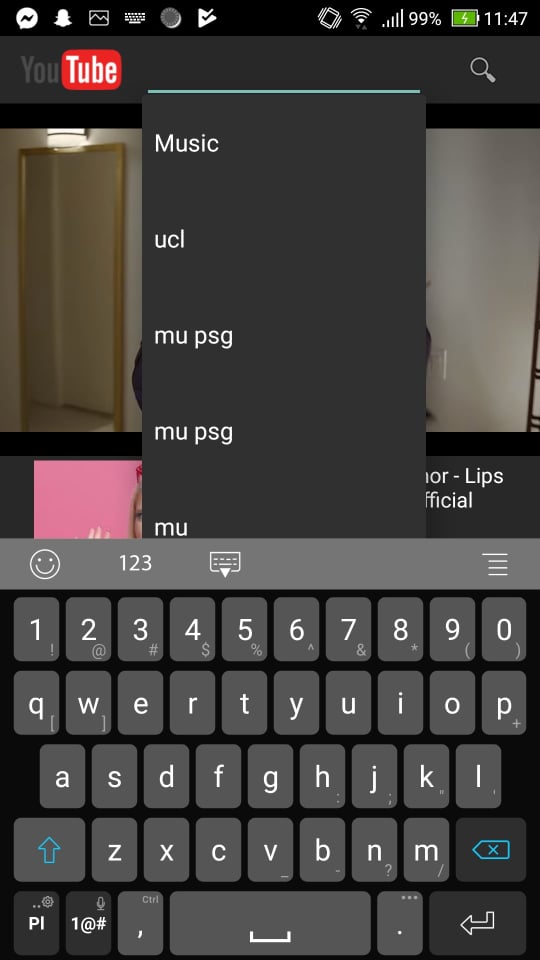 99% 11:47
YouTube
Music
ucl
mu psg
mu psg
mu
nor - Lips
fficial
123
1 2 3 4 5 6 7 8 9 0
! @ # $ % ^ & * ( )
q w e r t y u i o p
[ ] +
a s d f g h j k l
: ; " '
z x c v b n m
_ - ? /
Pl 1@# , Ctrl .